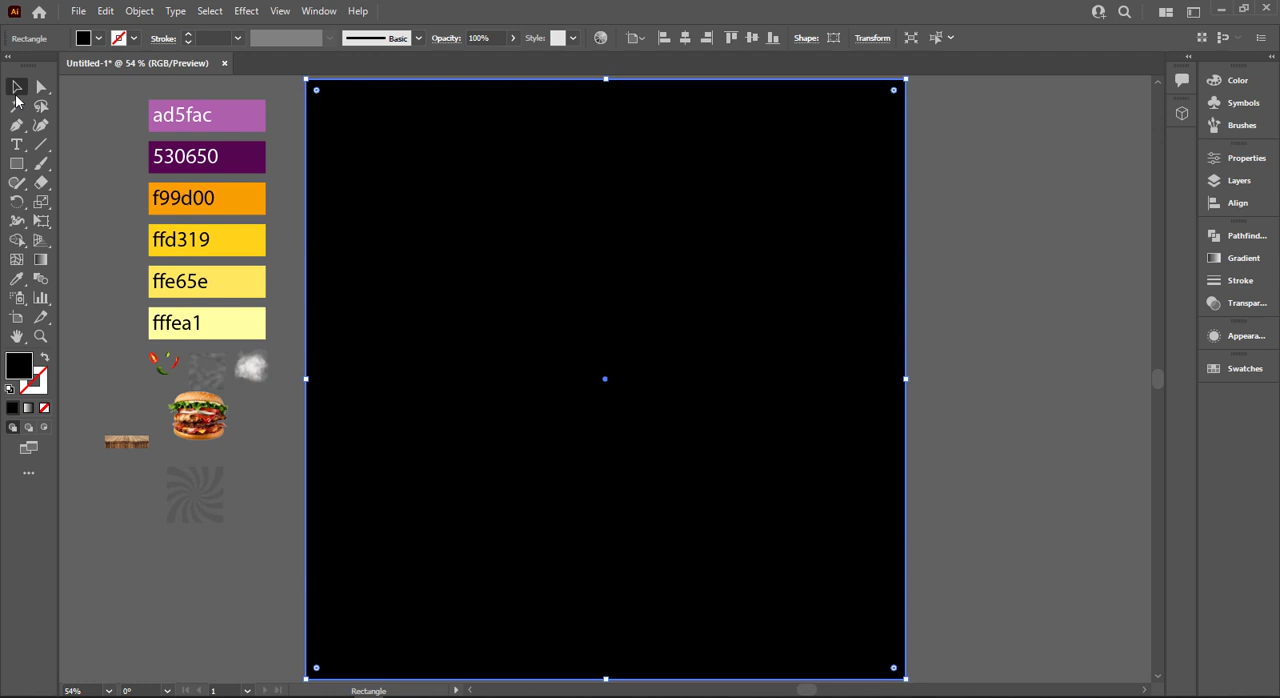 Ai File Edit Object Type Select Effect View Window Help
Rectangle Stroke: Basic Opacity: 100% Style: Shape: Transform
Untitled-1* @ 54 % (RGB/Preview) ×
ad5fac
530650
f99d00
ffd319
ffe65e
fffea1
Color
Symbols
Brushes
Properties
Layers
Align
Pathfind...
Gradient
Stroke
Transpar...
Appeara...
Swatches
54% 0° 1 Rectangle